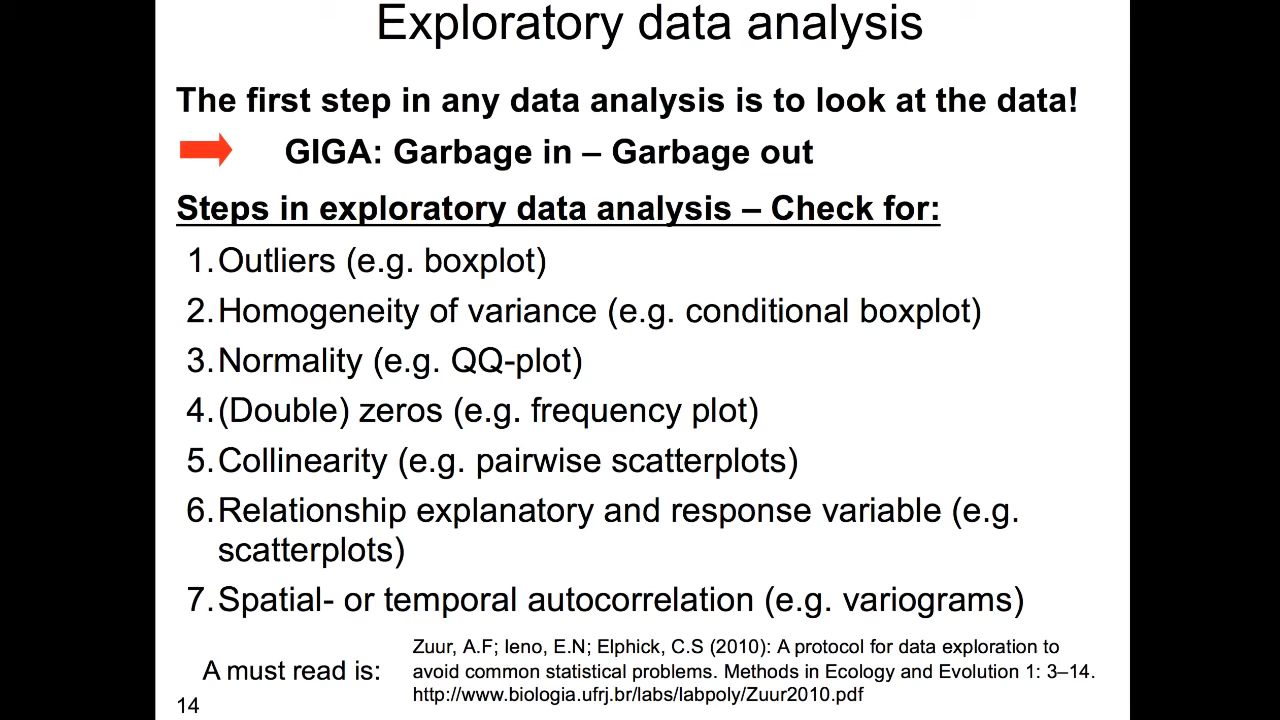 Exploratory data analysis
The first step in any data analysis is to look at the data!
GIGA: Garbage in – Garbage out
Steps in exploratory data analysis – Check for:
1. Outliers (e.g. boxplot)
2. Homogeneity of variance (e.g. conditional boxplot)
3. Normality (e.g. QQ-plot)
4. (Double) zeros (e.g. frequency plot)
5. Collinearity (e.g. pairwise scatterplots)
6. Relationship explanatory and response variable (e.g.
scatterplots)
7. Spatial- or temporal autocorrelation (e.g. variograms)
A must read is:
Zuur, A.F; Ieno, E.N; Elphick, C.S (2010): A protocol for data exploration to
avoid common statistical problems. Methods in Ecology and Evolution 1: 3–14.
http://www.biologia.ufrj.br/labs/labpoly/Zuur2010.pdf
14